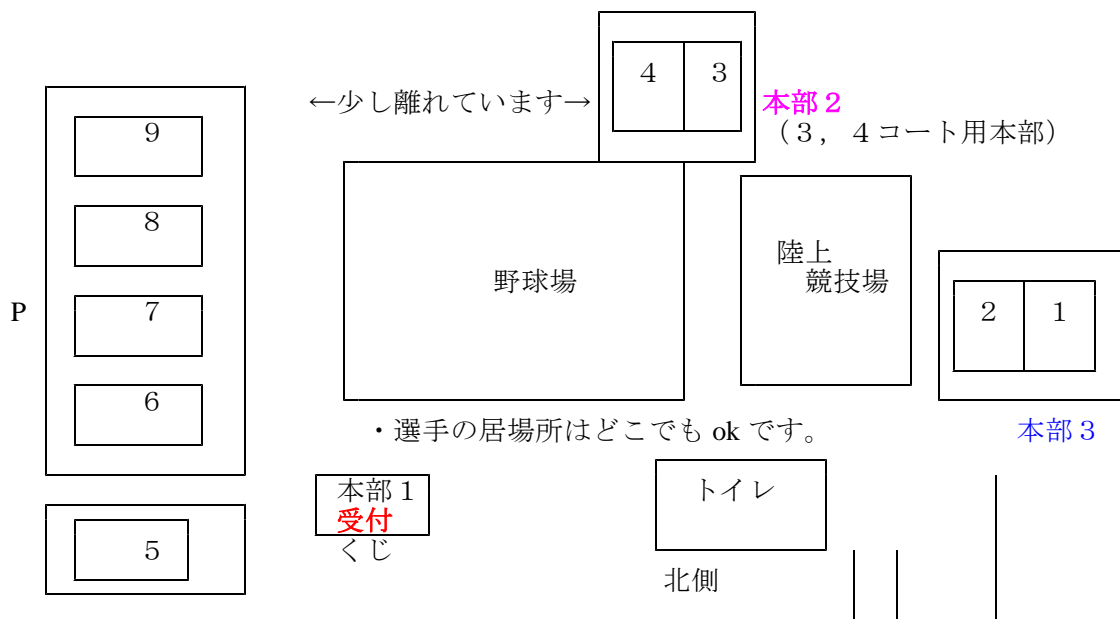 4 3
←少し離れています→
本部２
（３，４コート用本部）
9
8
7
6
P
野球場
陸上
競技場
2 1
・選手の居場所はどこでも ok です。
本部３
本部１
受付
くじ
トイレ
5
北側